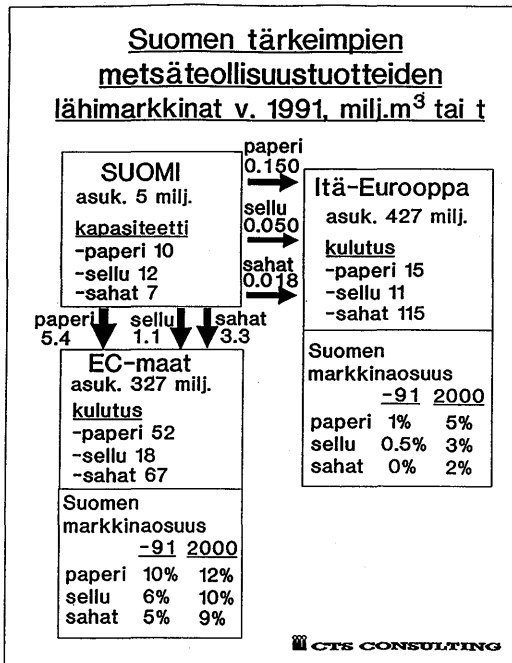 Suomen tärkeimpien
metsäteollisuustuotteiden
lähimarkkinat v. 1991, milj.m³ tai t
SUOMI
asuk. 5 milj.
kapasiteetti
-paperi 10
-sellu 12
-sahat 7
paperi
0.150
sellu
0.050
sahat
0.018
Itä-Eurooppa
asuk. 427 milj.
kulutus
-paperi 15
-sellu 11
-sahat 115
Suomen
markkinaosuus
-91 2000
paperi 1% 5%
sellu 0.5% 3%
sahat 0% 2%
paperi sellu sahat
5.4 1.1 3.3
EC-maat
asuk. 327 milj.
kulutus
-paperi 52
-sellu 18
-sahat 67
Suomen
markkinaosuus
-91 2000
paperi 10% 12%
sellu 6% 10%
sahat 5% 9%
CTS CONSULTING